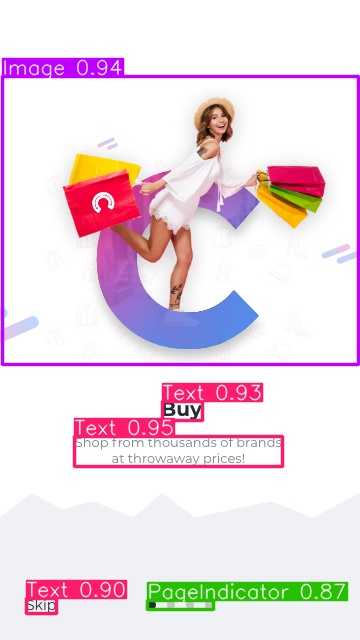 Image 0.94
Text 0.93
Buy
Text 0.95
Shop from thousands of brands
at throwaway prices!
Text 0.90
Skip
PageIndicator 0.87